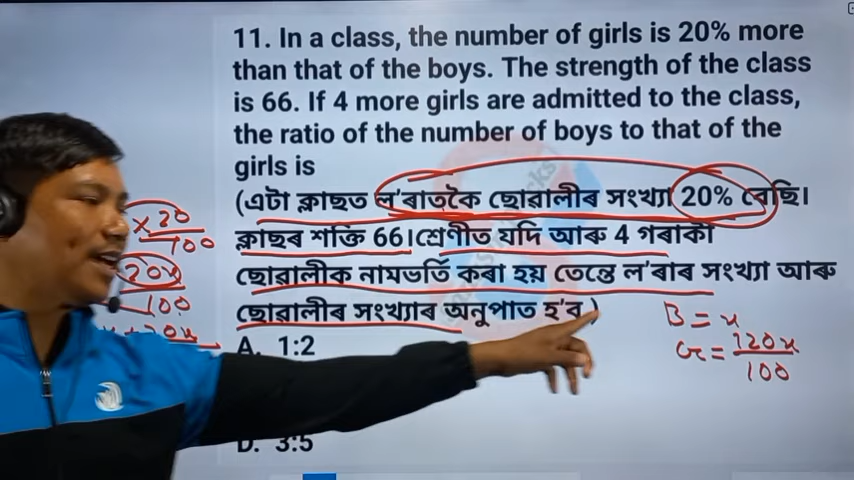 11. In a class, the number of girls is 20% more
than that of the boys. The strength of the class
is 66. If 4 more girls are admitted to the class,
the ratio of the number of boys to that of the
girls is
(এটা ক্লাছত ল'ৰাতকৈ ছোৱালীৰ সংখ্যা 20% বেছি।
ক্লাছৰ শক্তি 66।শ্ৰেণীত যদি আৰু 4 গৰাকী
ছোৱালীক নামভৰ্তি কৰা হয় তেন্তে ল'ৰাৰ সংখ্যা আৰু
ছোৱালীৰ সংখ্যাৰ অনুপাত হ'ব )
A. 1:2
D. 3:5
× 20
100
20x
100
B = x
G = 120x
100